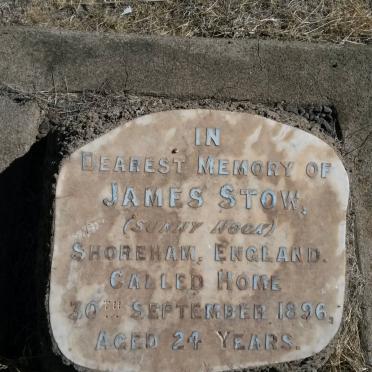 IN
DEAREST MEMORY OF
JAMES STOW,
(SUNNY NOOK)
SHOREHAM, ENGLAND.
CALLED HOME
30TH SEPTEMBER 1896,
AGED 24 YEARS.